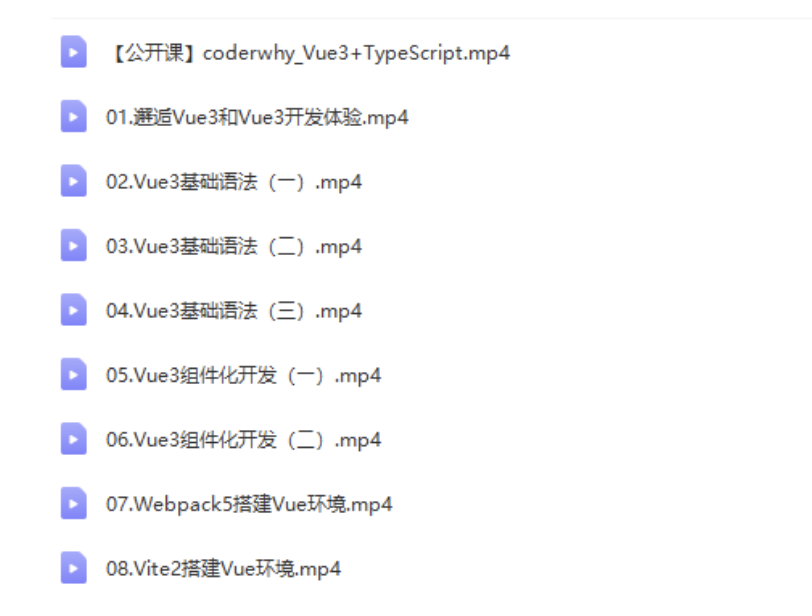 【公开课】coderwhy_Vue3+TypeScript.mp4
01.邂逅Vue3和Vue3开发体验.mp4
02.Vue3基础语法（一）.mp4
03.Vue3基础语法（二）.mp4
04.Vue3基础语法（三）.mp4
05.Vue3组件化开发（一）.mp4
06.Vue3组件化开发（二）.mp4
07.Webpack5搭建Vue环境.mp4
08.Vite2搭建Vue环境.mp4